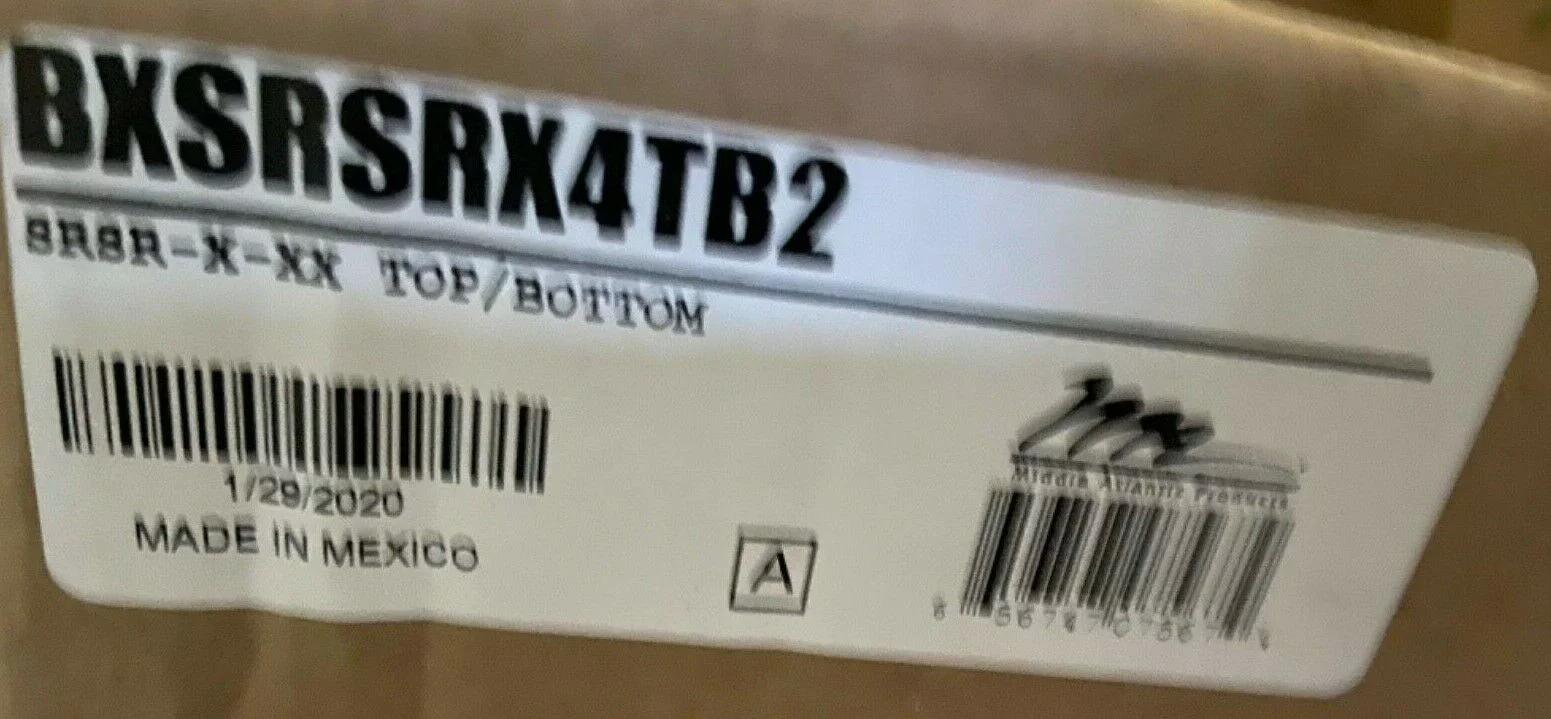 BXSRSRX4TB2
SRSR-X-XX TOP/BOTTOM
1/29/2020
MADE IN MEXICO
A
Middle Atlantic Products